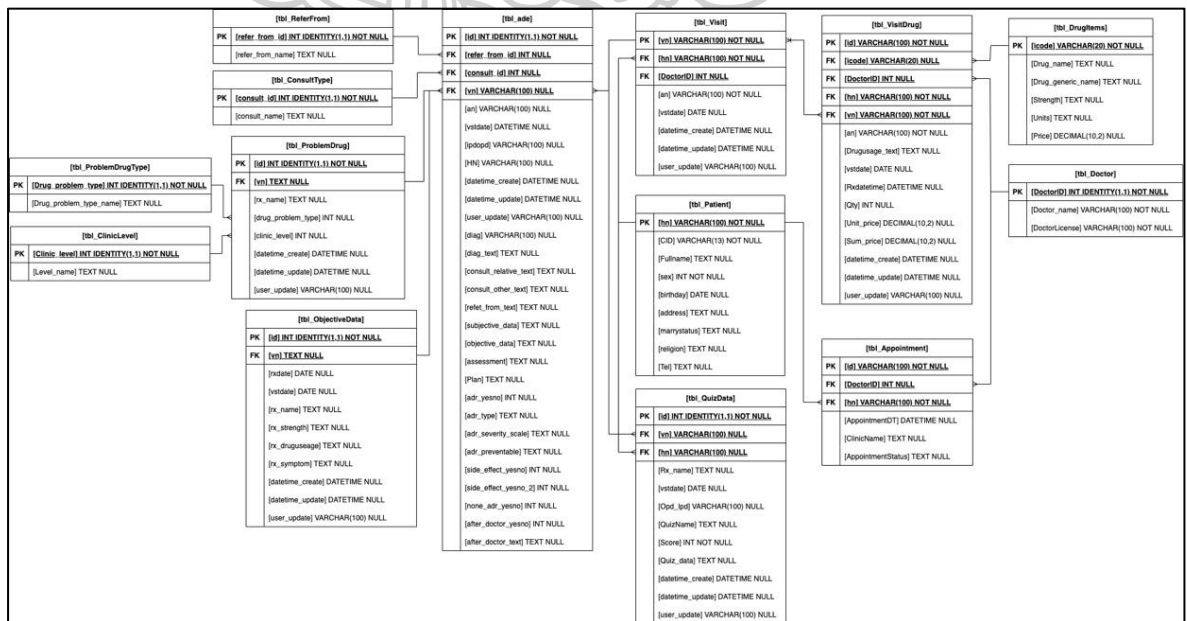 [tbl_ReferFrom]
PK [refer_from_id] INT IDENTITY(1,1) NOT NULL
[refer_from_name] TEXT NULL
[tbl_ConsultType]
PK [consult_id] INT IDENTITY(1,1) NOT NULL
[consult_name] TEXT NULL
[tbl_ProblemDrug]
PK [id] INT IDENTITY(1,1) NOT NULL
FK [vn] TEXT NULL
[rx_name] TEXT NULL
[drug_problem_type] INT NULL
[clinic_level] INT NULL
[datetime_create] DATETIME NULL
[datetime_update] DATETIME NULL
[user_update] VARCHAR(100) NULL
[tbl_ProblemDrugType]
PK [Drug_problem_type] INT IDENTITY(1,1) NOT NULL
[Drug_problem_type_name] TEXT NULL
[tbl_ClinicLevel]
PK [Clinic_level] INT IDENTITY(1,1) NOT NULL
[Level_name] TEXT NULL
[tbl_ObjectiveData]
PK [id] INT IDENTITY(1,1) NOT NULL
FK [vn] TEXT NULL
[rxdate] DATE NULL
[vstdate] DATE NULL
[rx_name] TEXT NULL
[rx_strength] TEXT NULL
[rx_druguseage] TEXT NULL
[rx_symptom] TEXT NULL
[datetime_create] DATETIME NULL
[datetime_update] DATETIME NULL
[user_update] VARCHAR(100) NULL
[tbl_ade]
PK [id] INT IDENTITY(1,1) NOT NULL
FK [refer_from_id] INT NULL
FK [consult_id] INT NULL
FK [vn] VARCHAR(100) NULL
[an] VARCHAR(100) NULL
[vstdate] DATETIME NULL
[ipdopd] VARCHAR(100) NULL
[HN] VARCHAR(100) NULL
[datetime_create] DATETIME NULL
[datetime_update] DATETIME NULL
[user_update] VARCHAR(100) NULL
[diag] VARCHAR(100) NULL
[diag_text] TEXT NULL
[consult_relative_text] TEXT NULL
[consult_other_text] TEXT NULL
[refet_from_text] TEXT NULL
[subjective_data] TEXT NULL
[objective_data] TEXT NULL
[assessment] TEXT NULL
[Plan] TEXT NULL
[adr_yesno] INT NULL
[adr_type] TEXT NULL
[adr_severity_scale] TEXT NULL
[adr_preventable] TEXT NULL
[side_effect_yesno] INT NULL
[side_effect_yesno_2] INT NULL
[none_adr_yesno] INT NULL
[after_doctor_yesno] INT NULL
[after_doctor_text] TEXT NULL
[tbl_Visit]
PK [vn] VARCHAR(100) NOT NULL
FK [hn] VARCHAR(100) NOT NULL
FK [DoctorID] INT NULL
[an] VARCHAR(100) NOT NULL
[vstdate] DATE NULL
[datetime_create] DATETIME NULL
[datetime_update] DATETIME NULL
[user_update] VARCHAR(100) NULL
[tbl_Patient]
PK [hn] VARCHAR(100) NOT NULL
[CID] VARCHAR(13) NOT NULL
[Fullname] TEXT NULL
[sex] INT NOT NULL
[birthday] DATE NULL
[address] TEXT NULL
[marrystatus] TEXT NULL
[religion] TEXT NULL
[Tel] TEXT NULL
[tbl_QuizData]
PK [id] INT IDENTITY(1,1) NOT NULL
FK [vn] VARCHAR(100) NULL
FK [hn] VARCHAR(100) NULL
[Rx_name] TEXT NULL
[vstdate] DATE NULL
[Opd_Ipd] VARCHAR(100) NULL
[QuizName] TEXT NULL
[Score] INT NOT NULL
[Quiz_data] TEXT NULL
[datetime_create] DATETIME NULL
[datetime_update] DATETIME NULL
[user_update] VARCHAR(100) NULL
[tbl_VisitDrug]
PK [id] VARCHAR(100) NOT NULL
FK [icode] VARCHAR(20) NULL
FK [DoctorID] INT NULL
FK [hn] VARCHAR(100) NOT NULL
FK [vn] VARCHAR(100) NOT NULL
[an] VARCHAR(100) NOT NULL
[Drugusage_text] TEXT NULL
[vstdate] DATE NULL
[Rxdatetime] DATETIME NULL
[Qty] INT NULL
[Unit_price] DECIMAL(10,2) NULL
[Sum_price] DECIMAL(10,2) NULL
[datetime_create] DATETIME NULL
[datetime_update] DATETIME NULL
[user_update] VARCHAR(100) NULL
[tbl_Appointment]
PK [id] VARCHAR(100) NOT NULL
FK [DoctorID] INT NULL
FK [hn] VARCHAR(100) NOT NULL
[AppointmentDT] DATETIME NULL
[ClinicName] TEXT NULL
[AppointmentStatus] TEXT NULL
[tbl_DrugItems]
PK [icode] VARCHAR(20) NOT NULL
[Drug_name] TEXT NULL
[Drug_generic_name] TEXT NULL
[Strength] TEXT NULL
[Units] TEXT NULL
[Price] DECIMAL(10,2) NULL
[tbl_Doctor]
PK [DoctorID] INT IDENTITY(1,1) NOT NULL
[Doctor_name] VARCHAR(100) NOT NULL
[DoctorLicense] VARCHAR(100) NOT NULL